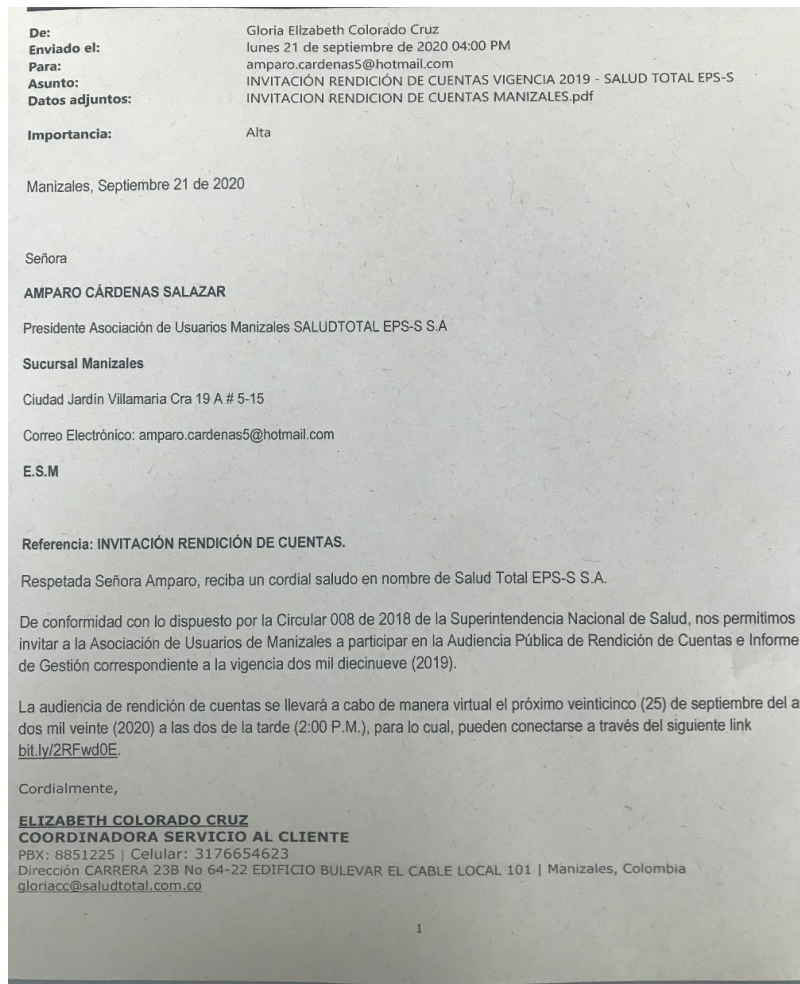 De: Gloria Elizabeth Colorado Cruz
Enviado el: lunes 21 de septiembre de 2020 04:00 PM
Para: amparo.cardenas5@hotmail.com
Asunto: INVITACIÓN RENDICIÓN DE CUENTAS VIGENCIA 2019 - SALUD TOTAL EPS-S
Datos adjuntos: INVITACION RENDICION DE CUENTAS MANIZALES.pdf
Importancia: Alta
Manizales, Septiembre 21 de 2020
Señora
AMPARO CÁRDENAS SALAZAR
Presidente Asociación de Usuarios Manizales SALUDTOTAL EPS-S S.A
Sucursal Manizales
Ciudad Jardín Villamaria Cra 19 A # 5-15
Correo Electrónico: amparo.cardenas5@hotmail.com
E.S.M
Referencia: INVITACIÓN RENDICIÓN DE CUENTAS.
Respetada Señora Amparo, reciba un cordial saludo en nombre de Salud Total EPS-S S.A.
De conformidad con lo dispuesto por la Circular 008 de 2018 de la Superintendencia Nacional de Salud, nos permitimos
invitar a la Asociación de Usuarios de Manizales a participar en la Audiencia Pública de Rendición de Cuentas e Informe
de Gestión correspondiente a la vigencia dos mil diecinueve (2019).
La audiencia de rendición de cuentas se llevará a cabo de manera virtual el próximo veinticinco (25) de septiembre del a
dos mil veinte (2020) a las dos de la tarde (2:00 P.M.), para lo cual, pueden conectarse a través del siguiente link
bit.ly/2RFwd0E.
Cordialmente,
ELIZABETH COLORADO CRUZ
COORDINADORA SERVICIO AL CLIENTE
PBX: 8851225 | Celular: 3176654623
Dirección CARRERA 23B No 64-22 EDIFICIO BULEVAR EL CABLE LOCAL 101 | Manizales, Colombia
gloriacc@saludtotal.com.co
1